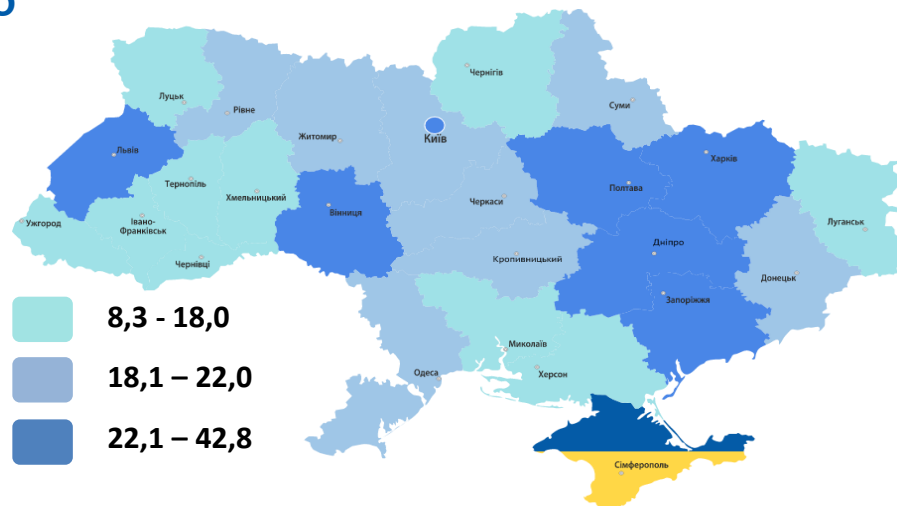 Чернігів
Луцьк
Рівне
Суми
Житомир
Київ
Львів
Харків
Тернопіль
Полтава
Хмельницький
Черкаси
Вінниця
Ужгород
Івано-
Франківськ
Луганськ
Дніпро
Чернівці
Кропивницький
Донецьк
Запоріжжя
8,3 - 18,0
Миколаїв
18,1 – 22,0
Одеса
Херсон
22,1 – 42,8
Сімферополь